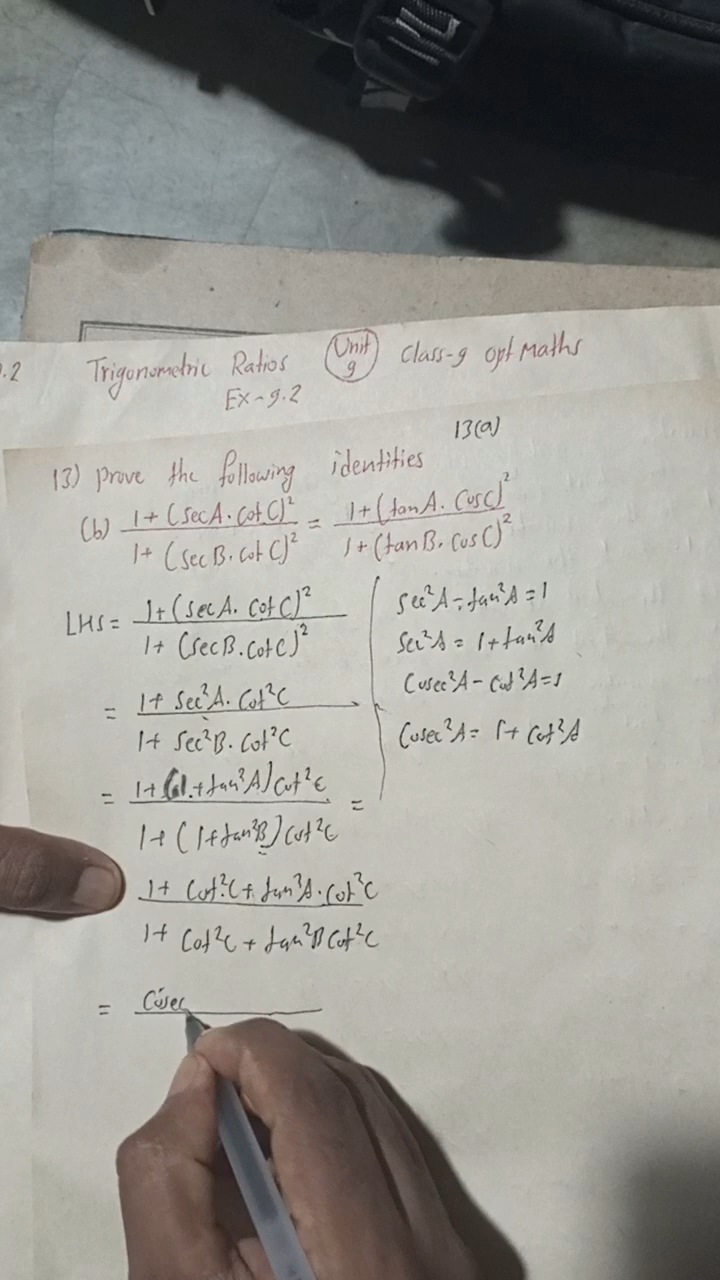 .2 Trigonometric Ratios Unit 9 Class-9 Opt Maths
Ex-9.2
13(a)
13) prove the following identities
(b) 1+(secA.cotC)²/1+(secB.cotC)² = 1+(tanA.CosC)²/1+(tanB.CosC)²
LHS = 1+(secA.CotC)²/1+(secB.CotC)²
= 1+Sec²A.Cot²C/1+Sec²B.Cot²C
= 1+(1+tan²A)Cot²C/1+(1+tan²B)Cot²C =
1+Cot²C+tan²A.Cot²C/1+Cot²C+tan²BCot²C
= Cosec
sec²A-tan²A=1
Sec²A=1+tan²A
Cosec²A-Cot²A=1
Cosec²A=1+Cot²A